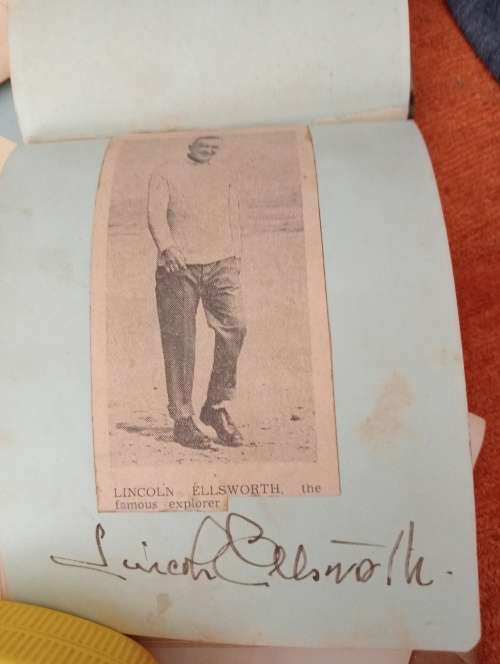 LINCOLN ELLSWORTH, the
famous explorer
Lincoln Ellsworth.